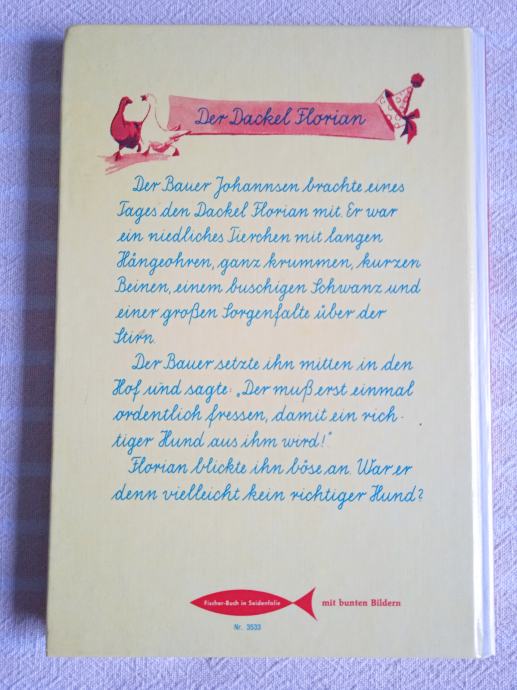 Der Dackel Florian
Der Bauer Johannsen brachte eines
Tages den Dackel Florian mit. Er war
ein niedliches Tierchen mit langen
Hängeohren, ganz krummen, kurzen
Beinen, einem buschigen Schwanz und
einer großen Sorgenfalte über der
Stirn.
Der Bauer setzte ihn mitten in den
Hof und sagte: „Der muß erst einmal
ordentlich fressen, damit ein rich-
tiger Hund aus ihm wird!"
Florian blickte ihn böse an. War er
denn vielleicht kein richtiger Hund?
Fischer-Buch in Seidenfolie
mit bunten Bildern
Nr. 3533